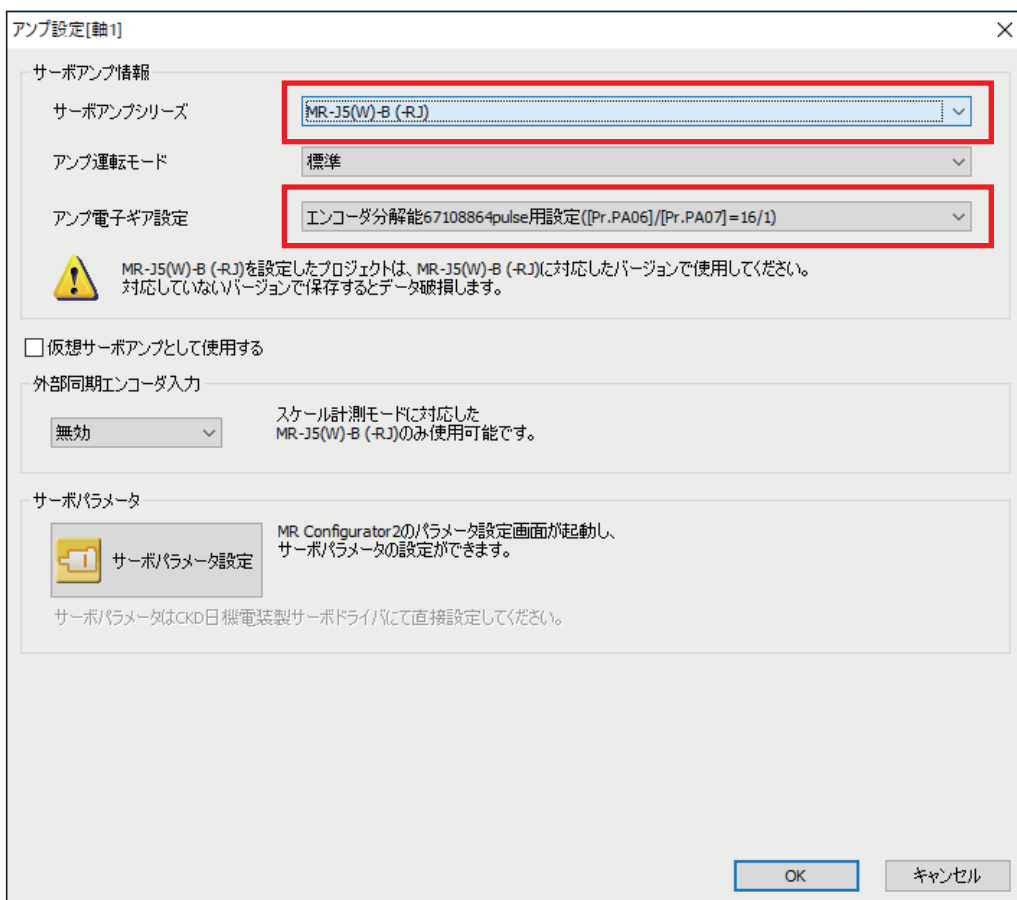 アンプ設定[軸1]
サーボアンプ情報
サーボアンプシリーズ
MR-J5(W)-B (-RJ)
アンプ運転モード
標準
アンプ電子ギア設定
エンコーダ分解能67108864pulse用設定([Pr.PA06]/[Pr.PA07]=16/1)
MR-J5(W)-B (-RJ)を設定したプロジェクトは、MR-J5(W)-B (-RJ)に対応したバージョンで使用してください。
対応していないバージョンで保存するとデータ破損します。
仮想サーボアンプとして使用する
外部同期エンコーダ入力
無効
スケール計測モードに対応した
MR-J5(W)-B (-RJ)のみ使用可能です。
サーボパラメータ
サーボパラメータ設定
MR Configurator2のパラメータ設定画面が起動し、
サーボパラメータの設定ができます。
サーボパラメータはCKD日機電装製サーボドライバにて直接設定してください。
OK
キャンセル